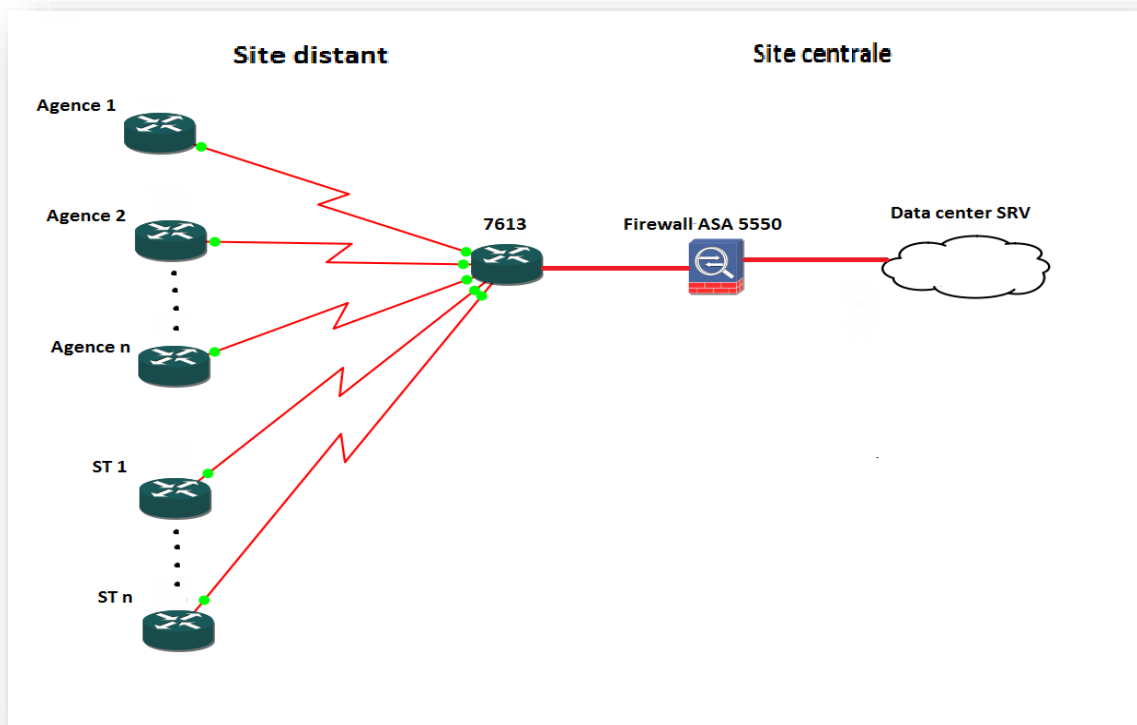 Site distant
Site centrale
Agence 1
Agence 2
7613
Firewall ASA 5550
Data center SRV
Agence n
ST 1
ST n